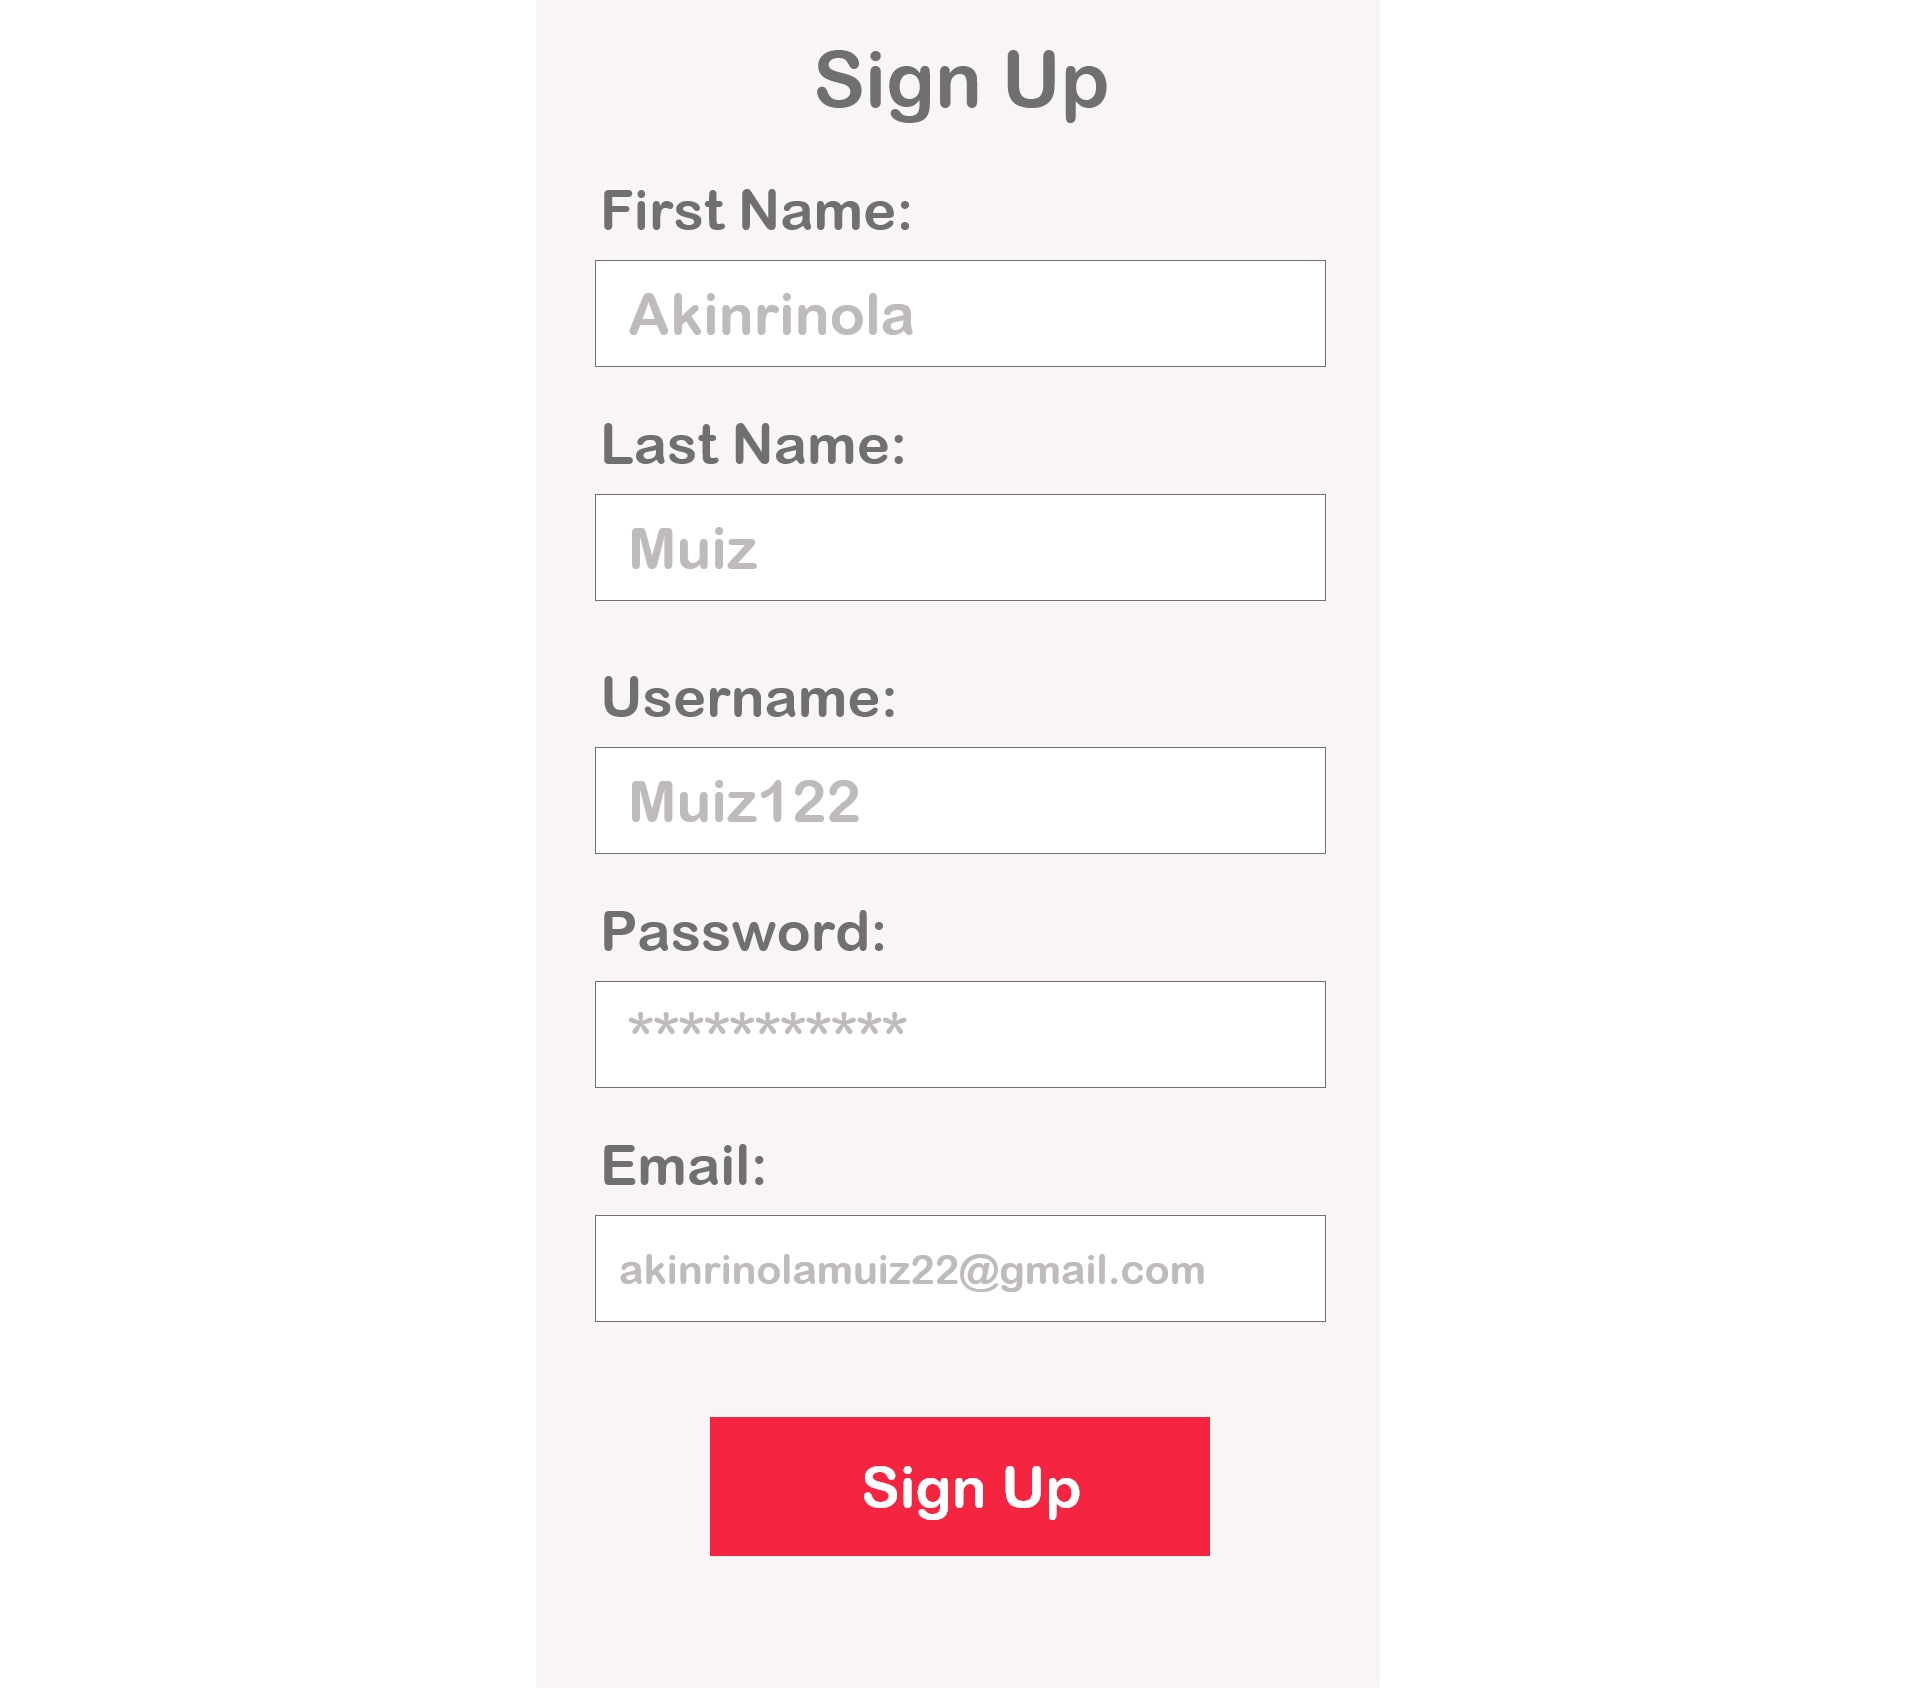 Sign Up
First Name:
Akinrinola
Last Name:
Muiz
Username:
Muiz122
Password:
***********
Email:
akinrinolamuiz22@gmail.com
Sign Up